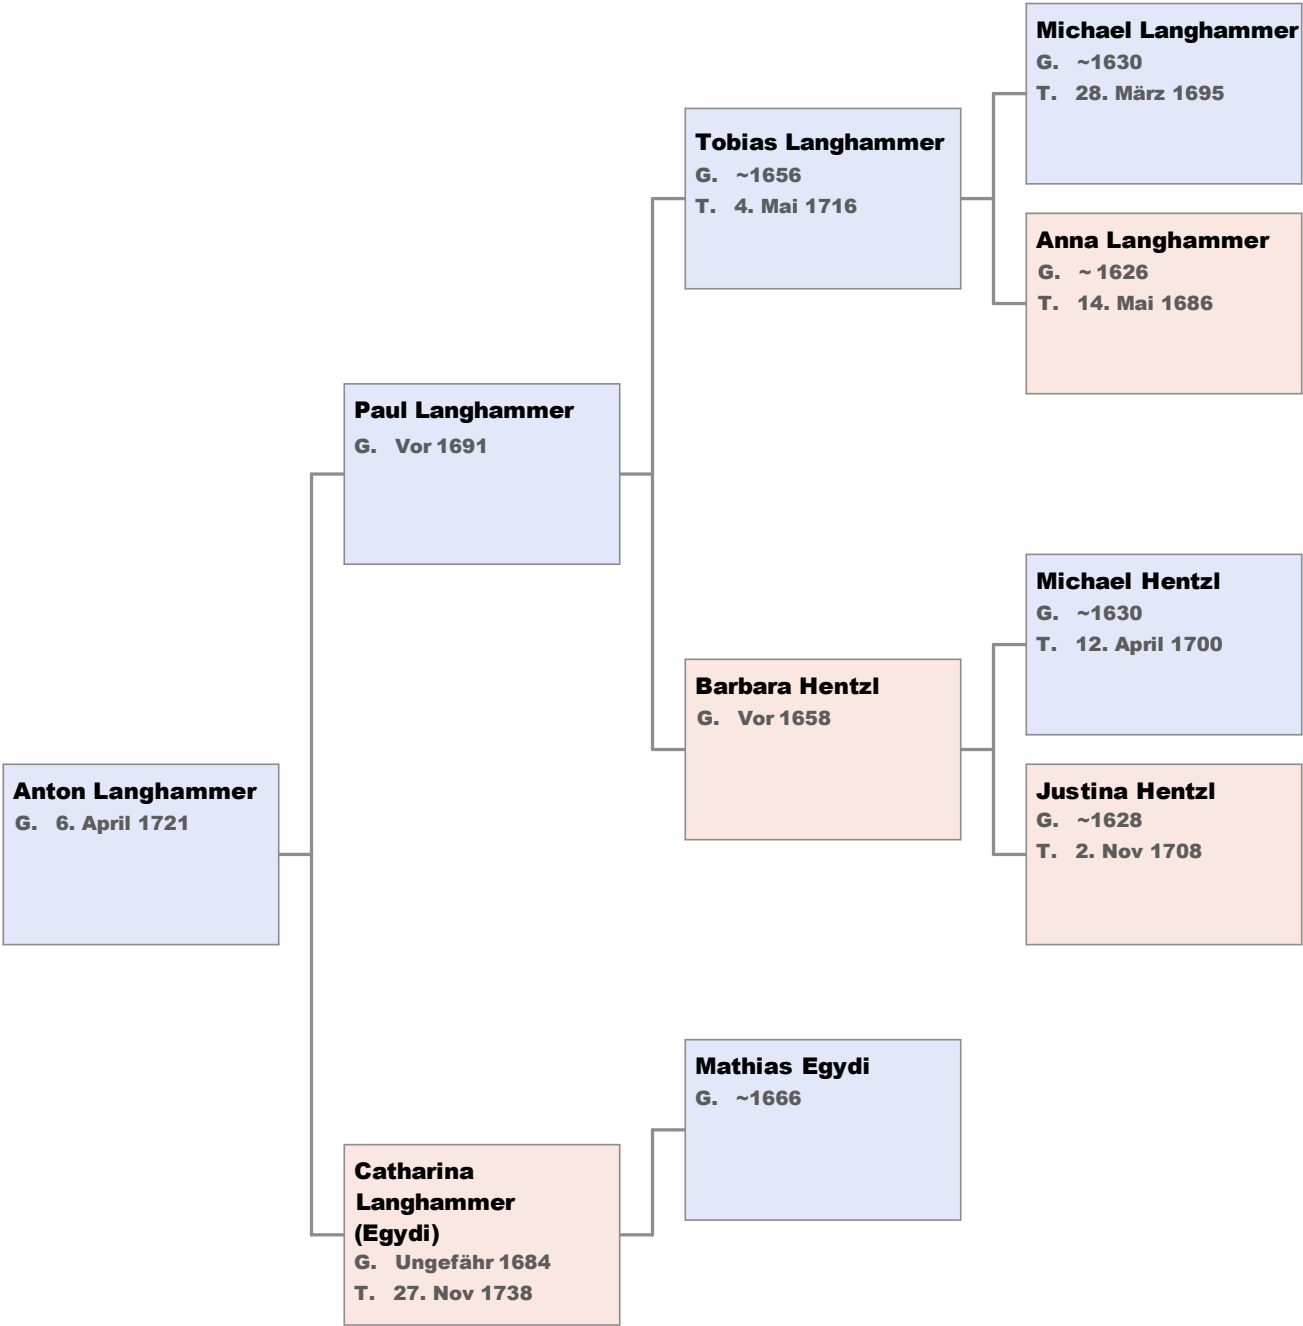 Michael Langhammer
G. ~1630
T. 28. März 1695
Tobias Langhammer
G. ~1656
T. 4. Mai 1716
Anna Langhammer
G. ~ 1626
T. 14. Mai 1686
Paul Langhammer
G. Vor 1691
Michael Hentzl
G. ~1630
T. 12. April 1700
Barbara Hentzl
G. Vor 1658
Anton Langhammer
G. 6. April 1721
Justina Hentzl
G. ~1628
T. 2. Nov 1708
Mathias Egydi
G. ~1666
Catharina
Langhammer
(Egydi)
G. Ungefähr 1684
T. 27. Nov 1738